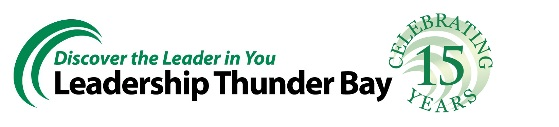 Discover the Leader in You
Leadership Thunder Bay
CELEBRATING
15
YEARS